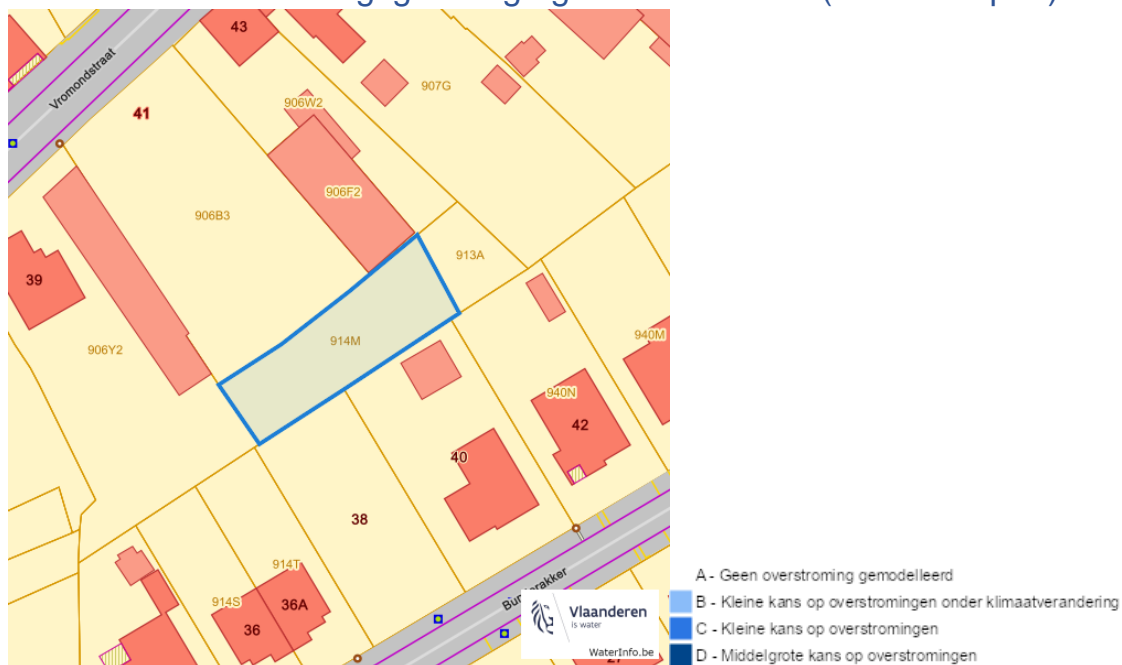 43
Vromondstraat
907G
906W2
41
906F2
906B3
913A
39
914M
940M
906Y2
940N
42
40
38
914T
A - Geen overstroming gemodelleerd
914S
36A
B - Kleine kans op overstromingen onder klimaatverandering
Vlaanderen
is water
36
C - Kleine kans op overstromingen
WaterInfo.be
D - Middelgrote kans op overstromingen